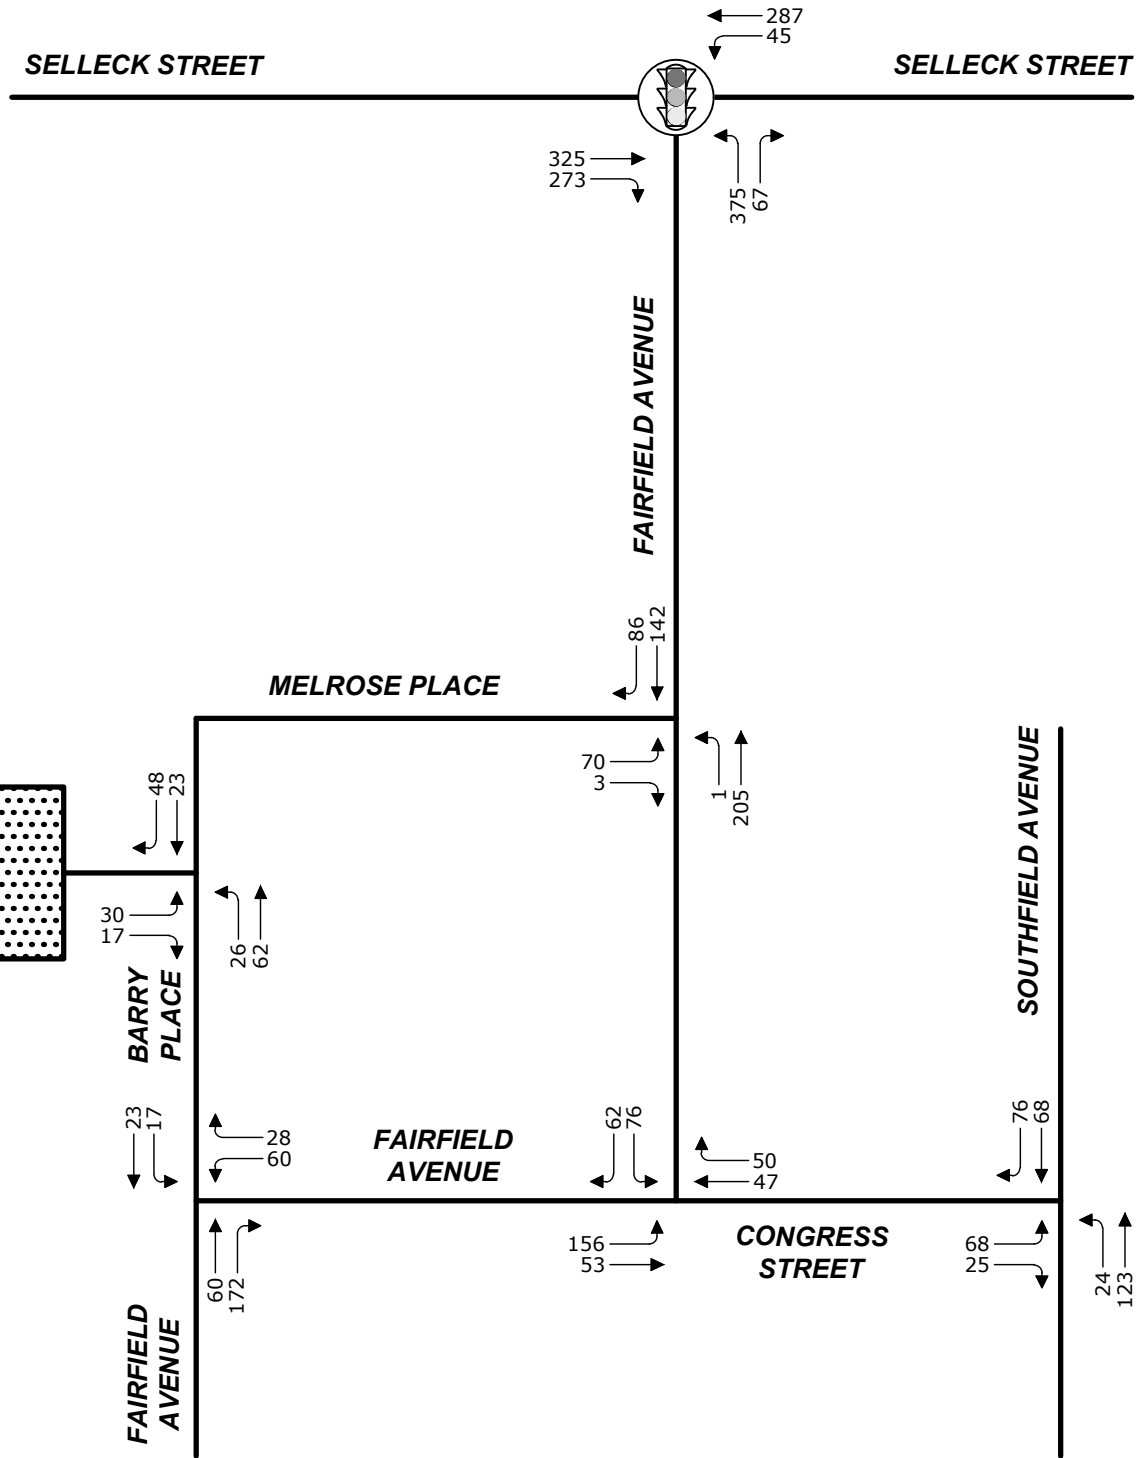 287
45
SELLECK STREET
SELLECK STREET
325
273
375
67
FAIRFIELD AVENUE
86
142
MELROSE PLACE
70
3
1
205
SOUTHFIELD AVENUE
48
23
30
17
26
62
BARRY
PLACE
23
17
28
60
FAIRFIELD
AVENUE
62
76
50
47
76
68
60
172
156
53
CONGRESS
STREET
68
25
24
123
FAIRFIELD
AVENUE